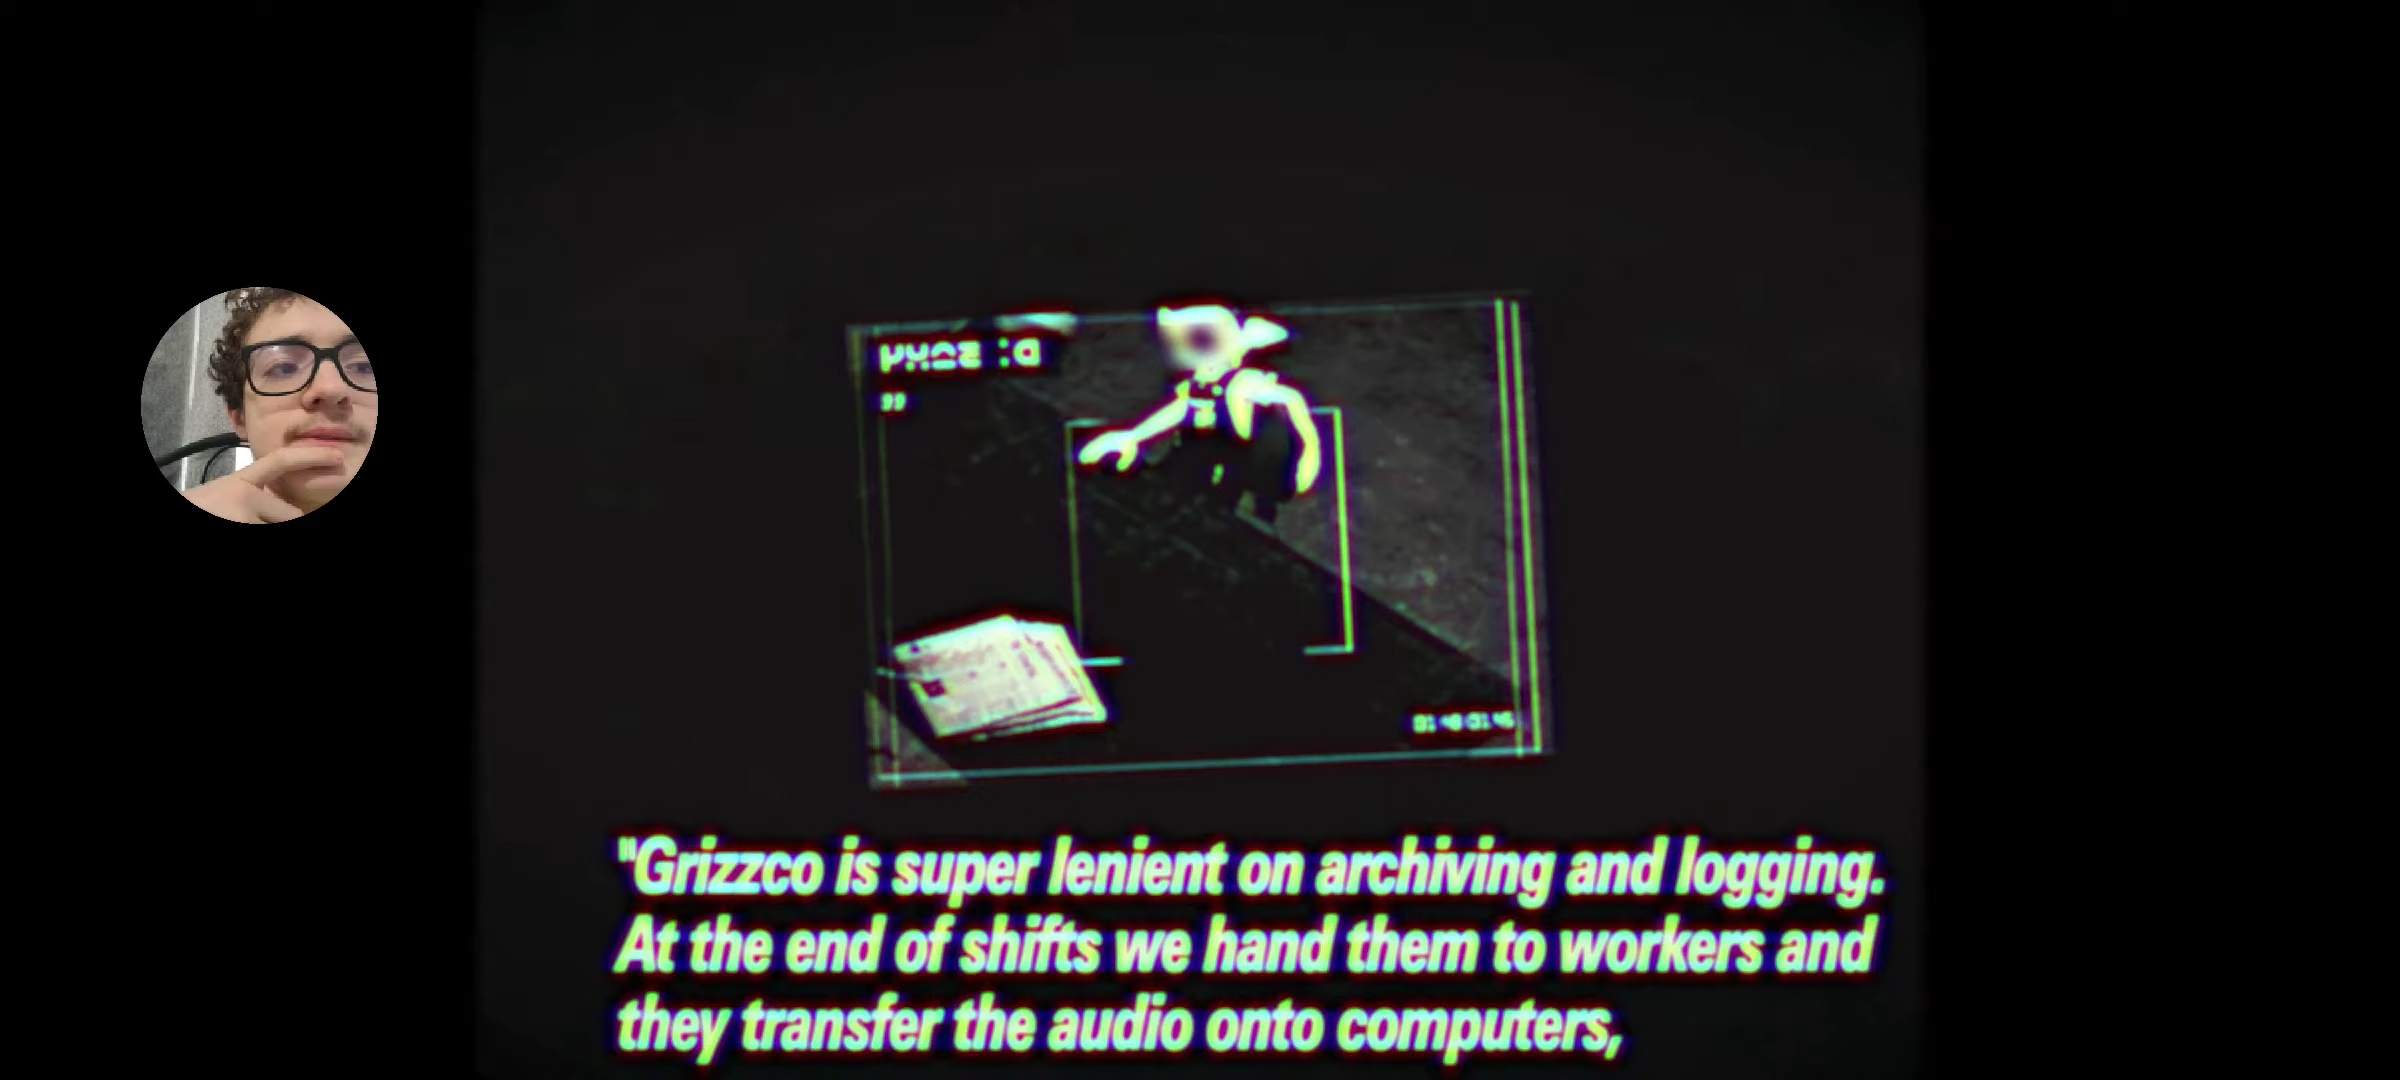 "Grizzco is super lenient on archiving and logging.
At the end of shifts we hand them to workers and
they transfer the audio onto computers,